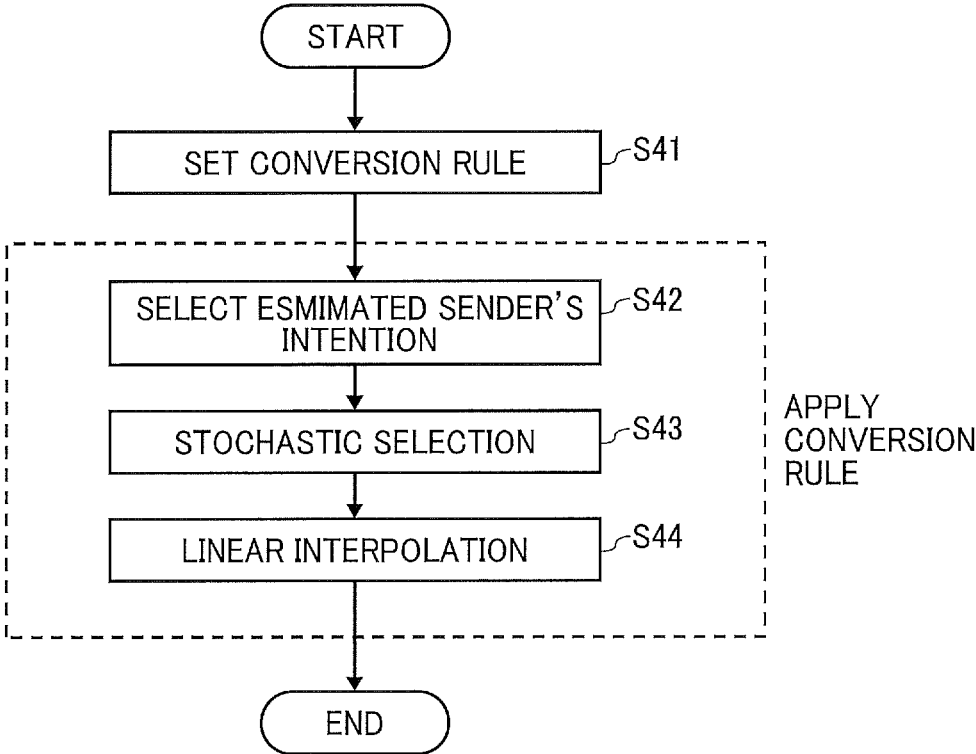 START
SET CONVERSION RULE
S41
SELECT ESMIMATED SENDER'S
INTENTION
S42
STOCHASTIC SELECTION
S43
LINEAR INTERPOLATION
S44
APPLY
CONVERSION
RULE
END